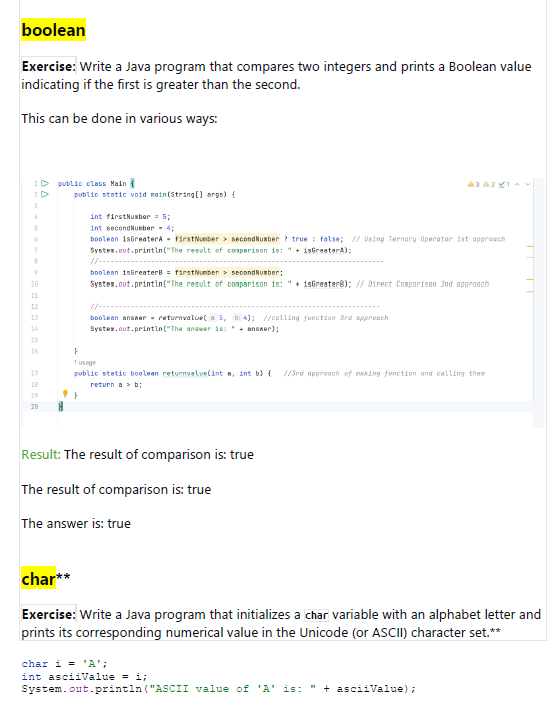 boolean
Exercise: Write a Java program that compares two integers and prints a Boolean value
indicating if the first is greater than the second.
This can be done in various ways:
1 public class Main {
3 2 1
2 public static void main(String[] args) {
3
4 int firstNumber = 5;
5 int secondNumber = 4;
6 boolean isGreaterA = firstNumber > secondNumber ? true : false; // Using Ternary Operator 1st approach
7 System.out.println("The result of comparison is: " + isGreaterA);
8 //------------------------------------------------------------------
9 boolean isGreaterB = firstNumber > secondNumber;
10 System.out.println("The result of comparison is: " + isGreaterB); // Direct Comparison 2nd approach
11
12 //------------------------------------------------------------------
13 boolean answer = returnvalue( a: 5, b: 4); //calling function 3rd approach
14 System.out.println("The answer is: " + answer);
15
16 }
1 usage
17 public static boolean returnvalue(int a, int b) { //3rd approach of making function and calling them
18 return a > b;
19 }
20 }
Result: The result of comparison is: true
The result of comparison is: true
The answer is: true
char**
Exercise: Write a Java program that initializes a char variable with an alphabet letter and
prints its corresponding numerical value in the Unicode (or ASCII) character set.**
char i = 'A';
int asciiValue = i;
System.out.println("ASCII value of 'A' is: " + asciiValue);